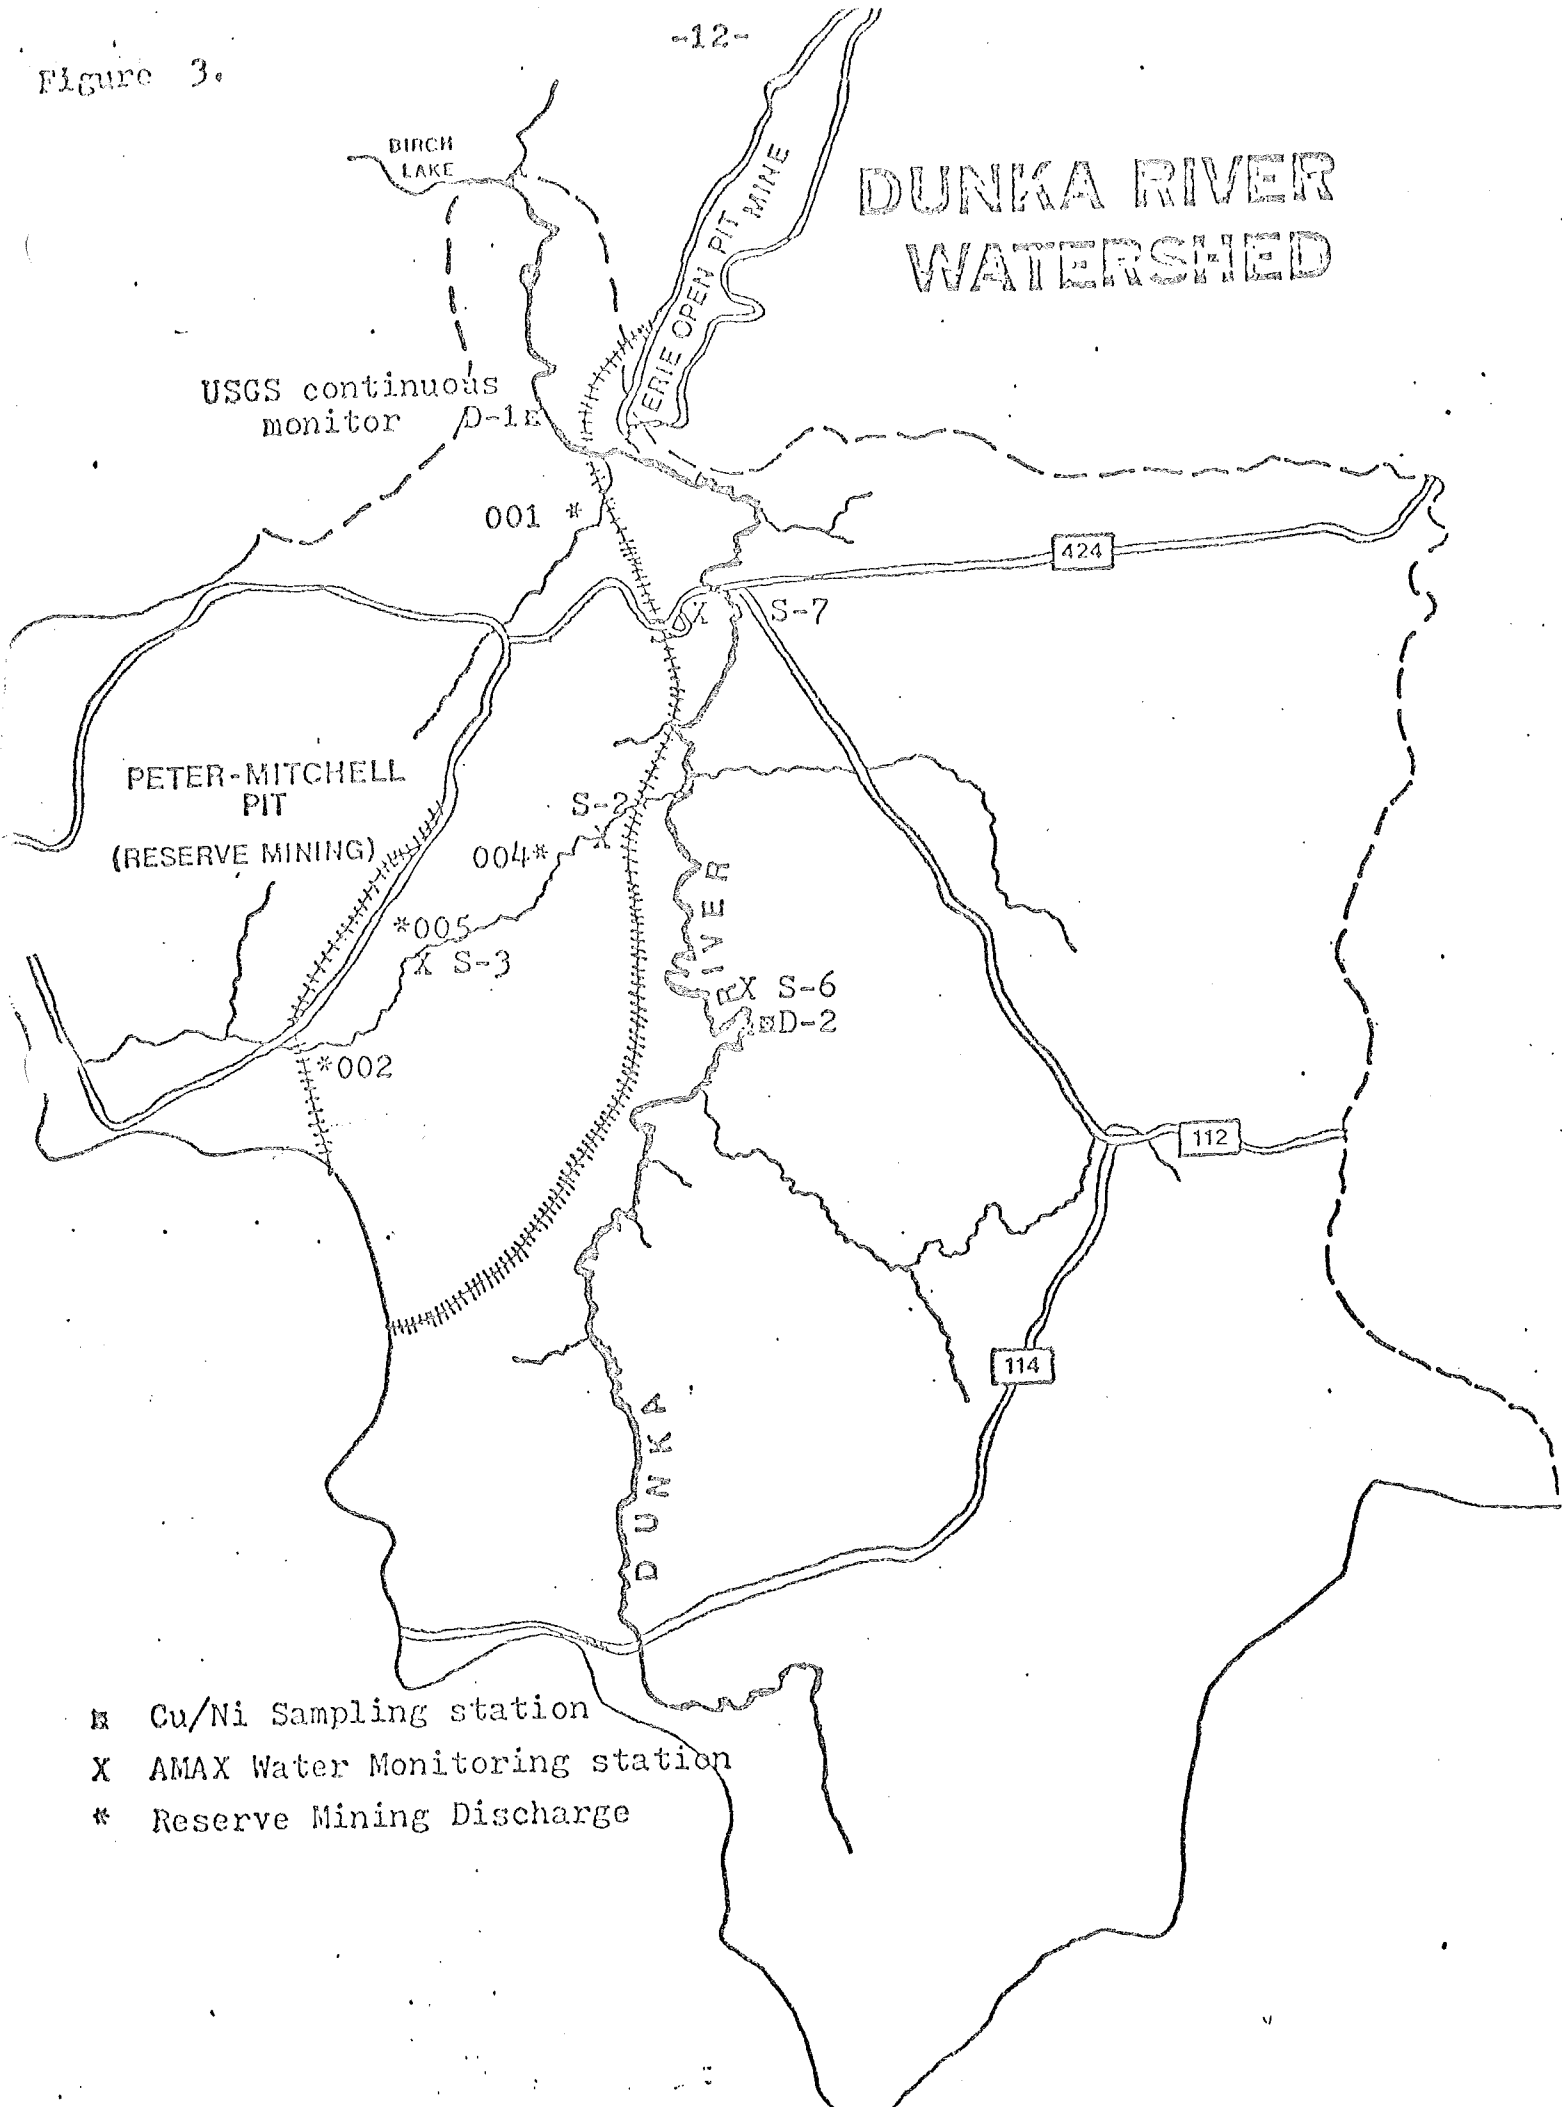 -12-
Figure 3.
BIRCH
LAKE
DUNKA RIVER
WATERSHED
ERIE OPEN PIT MINE
USGS continuous
monitor D-1
001 *
424
X S-7
PETER-MITCHELL
PIT
(RESERVE MINING)
S-2
X
004*
RIVER
*005
X S-3
X S-6
D-2
*002
112
114
DUNKA
Cu/Ni Sampling station
X AMAX Water Monitoring station
* Reserve Mining Discharge